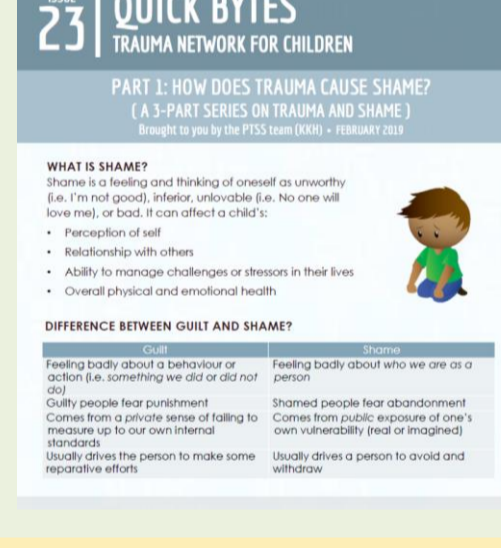 ISSUE
23
QUICK BYTES
TRAUMA NETWORK FOR CHILDREN
PART 1: HOW DOES TRAUMA CAUSE SHAME?
( A 3-PART SERIES ON TRAUMA AND SHAME )
Brought to you by the PTSS team (KKH) • FEBRUARY 2019
WHAT IS SHAME?
Shame is a feeling and thinking of oneself as unworthy
(i.e. I'm not good), inferior, unlovable (i.e. No one will
love me), or bad. It can affect a child's:
• Perception of self
• Relationship with others
• Ability to manage challenges or stressors in their lives
• Overall physical and emotional health
DIFFERENCE BETWEEN GUILT AND SHAME?
Guilt
Shame
Feeling badly about a behaviour or
action (i.e. something we did or did not
do)
Feeling badly about who we are as a
person
Guilty people fear punishment
Shamed people fear abandonment
Comes from a private sense of failing to
measure up to our own internal
standards
Comes from public exposure of one's
own vulnerability (real or imagined)
Usually drives the person to make some
reparative efforts
Usually drives a person to avoid and
withdraw